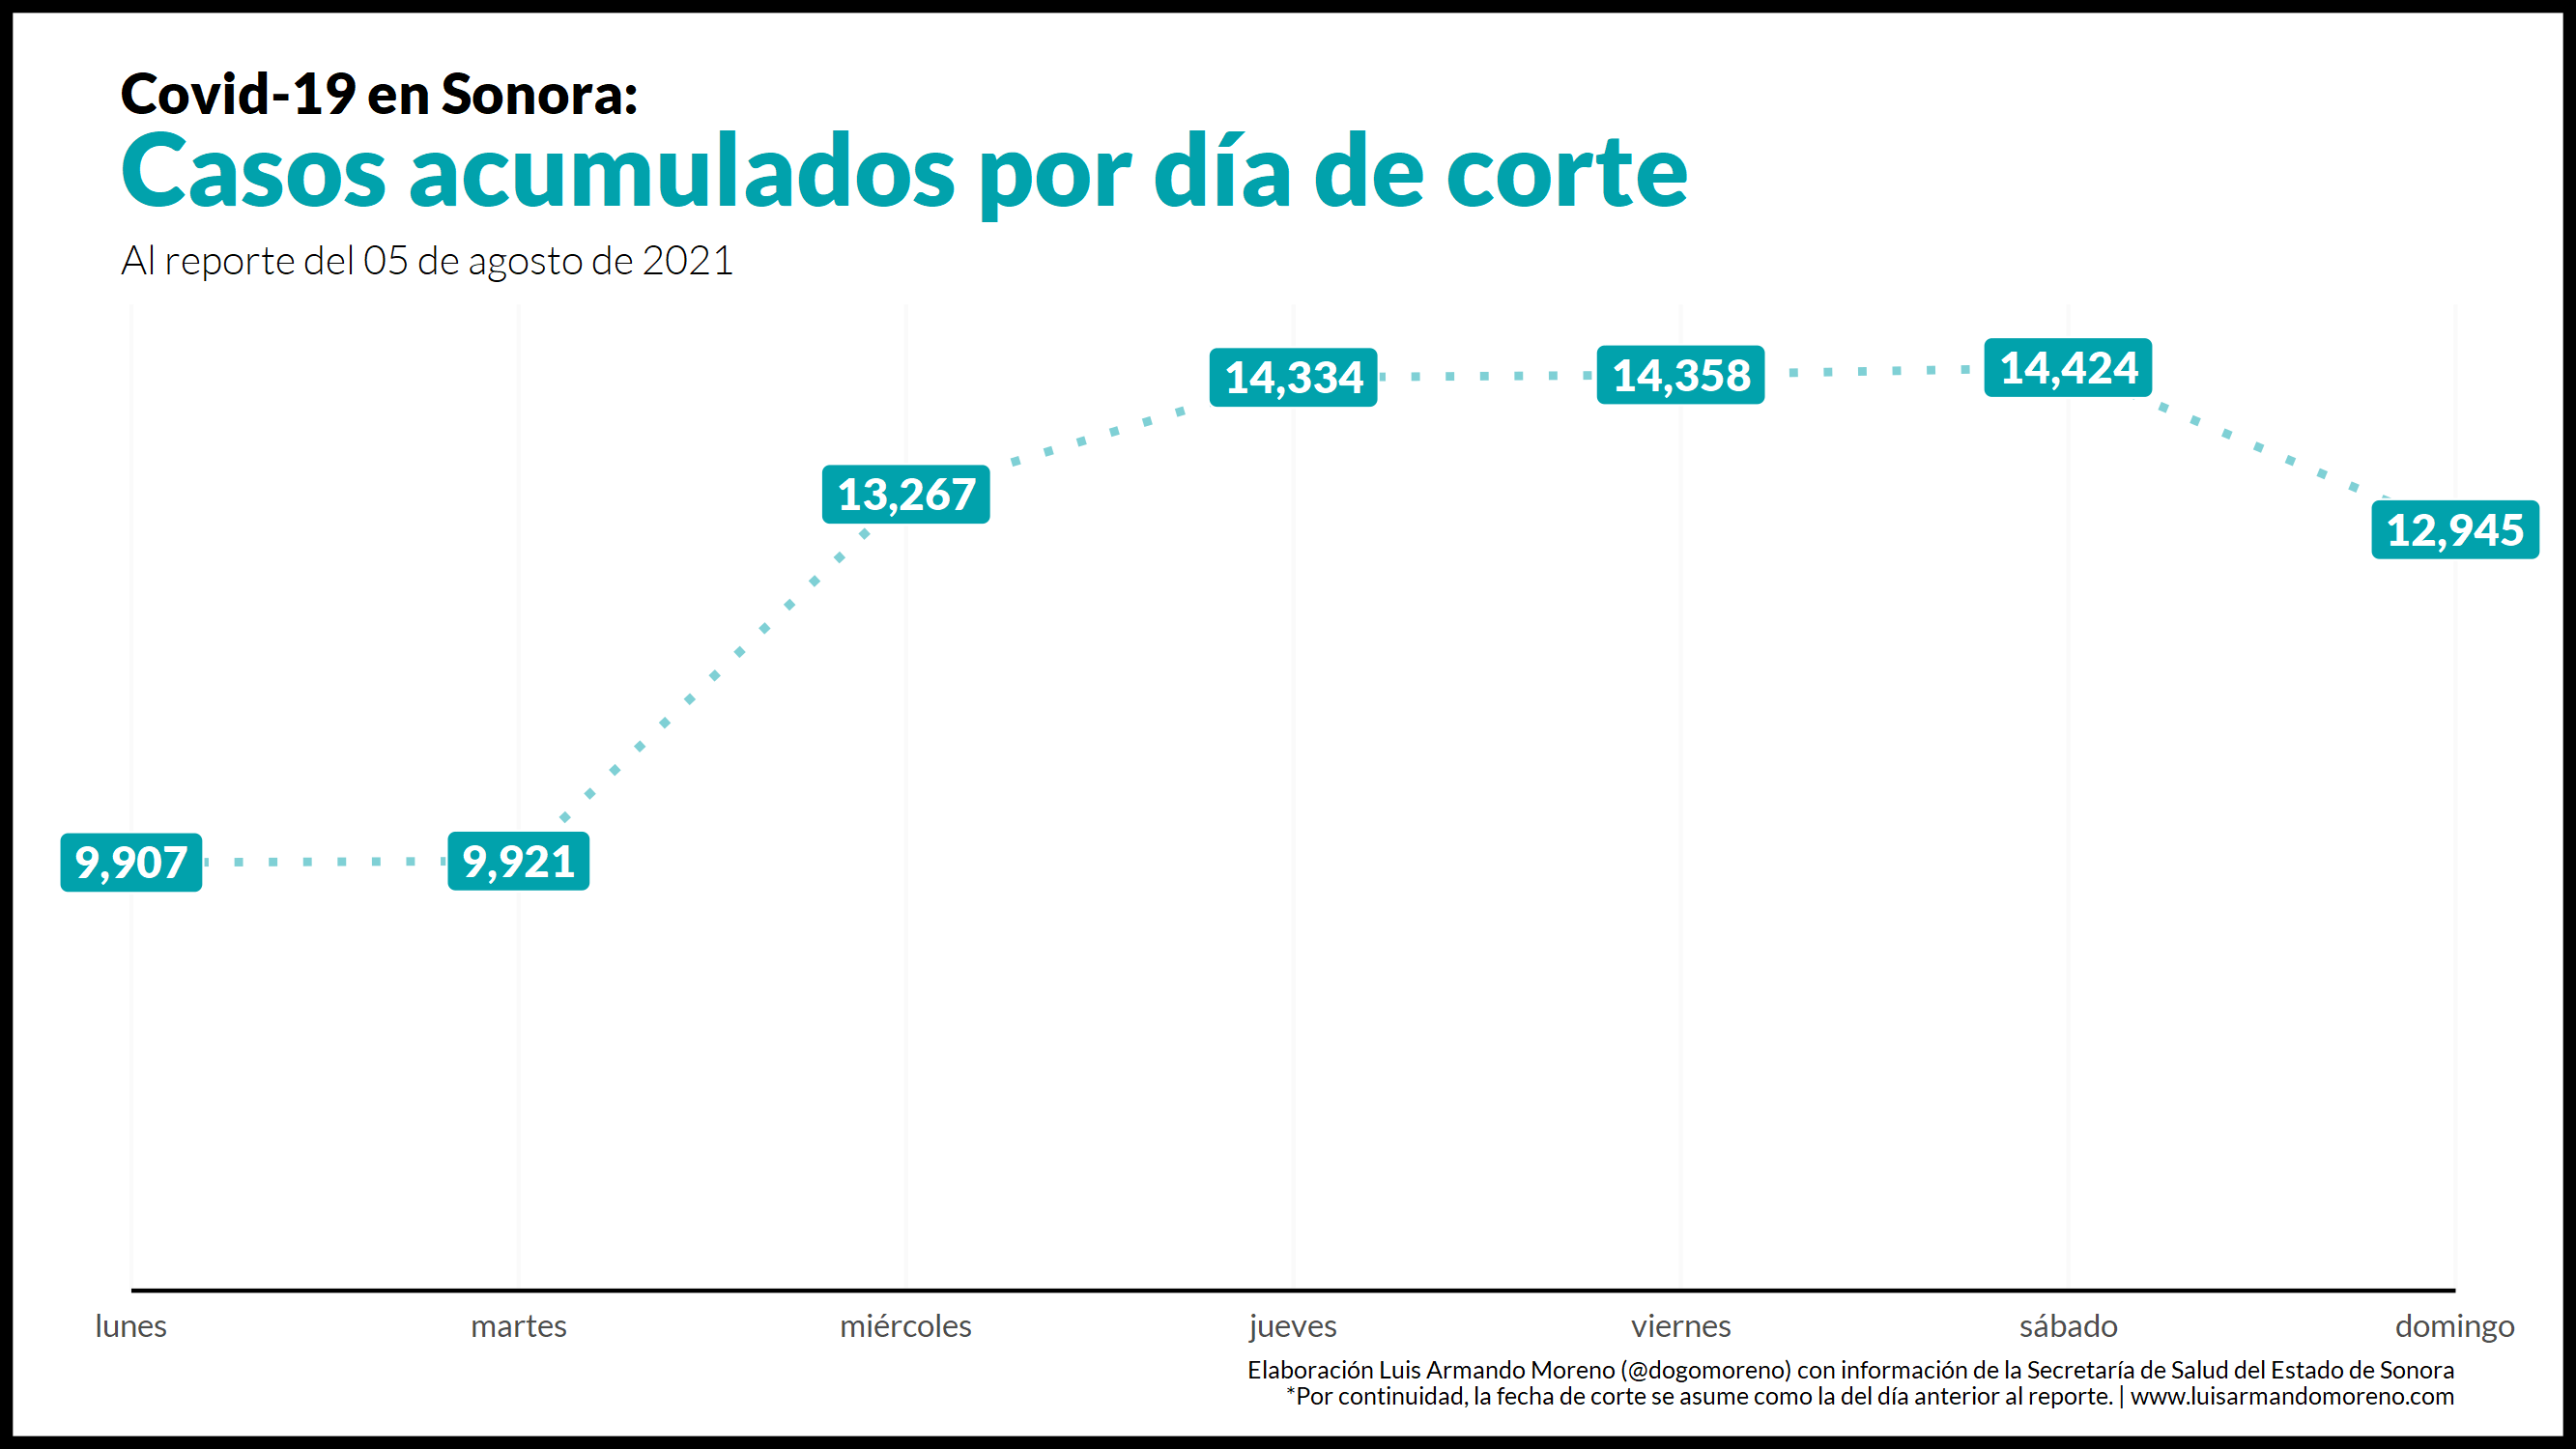 Covid-19 en Sonora:
Casos acumulados por día de corte
Al reporte del 05 de agosto de 2021
9,907
9,921
13,267
14,334
14,358
14,424
12,945
lunes
martes
miércoles
jueves
viernes
sábado
domingo
Elaboración Luis Armando Moreno (@dogomoreno) con información de la Secretaría de Salud del Estado de Sonora
*Por continuidad, la fecha de corte se asume como la del día anterior al reporte. | www.luisarmandomoreno.com